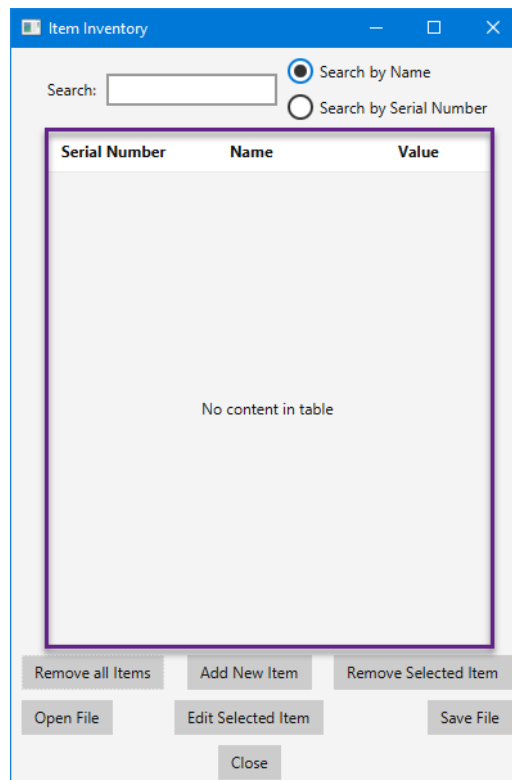 Item Inventory
Search by Name
Search:
Search by Serial Number
Serial Number Name Value
No content in table
Remove all Items Add New Item Remove Selected Item
Open File Edit Selected Item Save File
Close